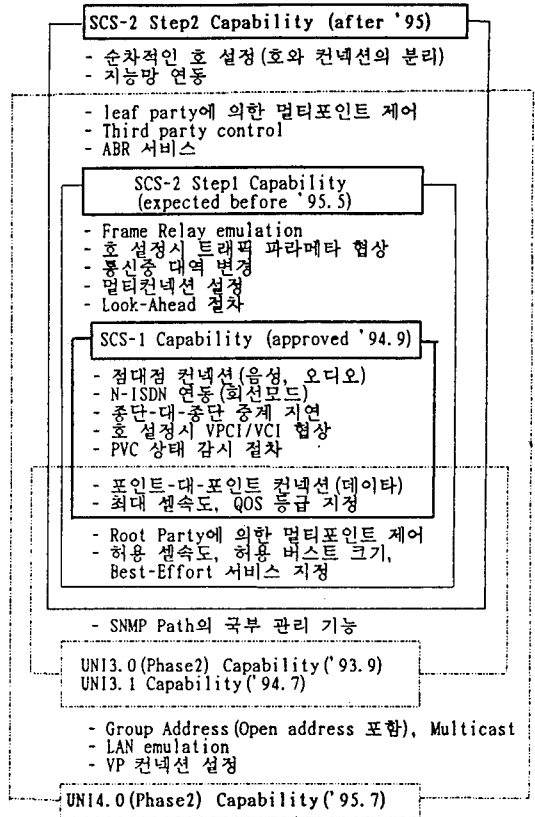 SCS-2 Step2 Capability (after '95)
- 순차적인 호 설정(호와 컨넥션의 분리)
- 지능망 연동
- leaf party에 의한 멀티포인트 제어
- Third party control
- ABR 서비스
SCS-2 Step1 Capability
(expected before '95.5)
- Frame Relay emulation
- 호 설정시 트래픽 파라메타 협상
- 통신중 대역 변경
- 멀티컨넥션 설정
- Look-Ahead 절차
SCS-1 Capability (approved '94.9)
- 점대점 컨넥션(음성, 오디오)
- N-ISDN 연동(회선모드)
- 종단-대-종단 중계 지연
- 호 설정시 VPCI/VCI 협상
- PVC 상태 감시 절차
- 포인트-대-포인트 컨넥션(데이타)
- 최대 셀속도, QOS 등급 지정
- Root Party에 의한 멀티포인트 제어
- 허용 셀속도, 허용 버스트 크기,
Best-Effort 서비스 지정
- SNMP Path의 국부 관리 기능
UNI3.0(Phase2) Capability('93.9)
UNI3.1 Capability('94.7)
- Group Address(Open address 포함), Multicast
- LAN emulation
- VP 컨넥션 설정
UNI4.0(Phase2) Capability('95.7)